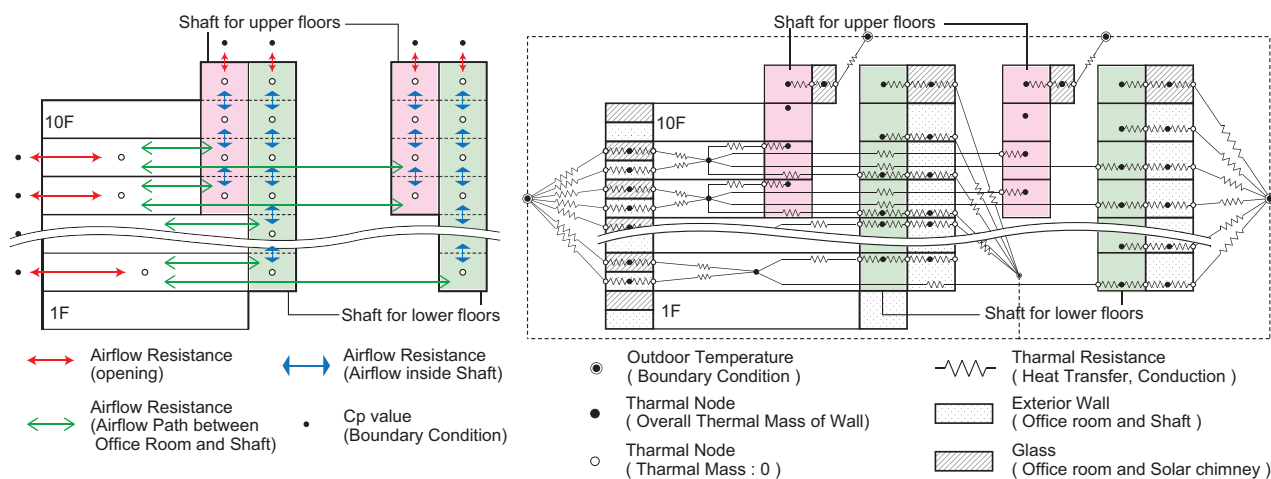 Shaft for upper floors
10F
1F
Shaft for lower floors
Airflow Resistance
(opening)
Airflow Resistance
(Airflow inside Shaft)
Airflow Resistance
(Airflow Path between
Office Room and Shaft)
Cp value
(Boundary Condition)
Shaft for upper floors
10F
1F
Shaft for lower floors
Outdoor Temperature
( Boundary Condition )
Thermal Resistance
( Heat Transfer, Conduction )
Tharmal Node
( Overall Thermal Mass of Wall)
Exterior Wall
( Office room and Shaft )
Tharmal Node
( Tharmal Mass : 0 )
Glass
( Office room and Solar chimney )